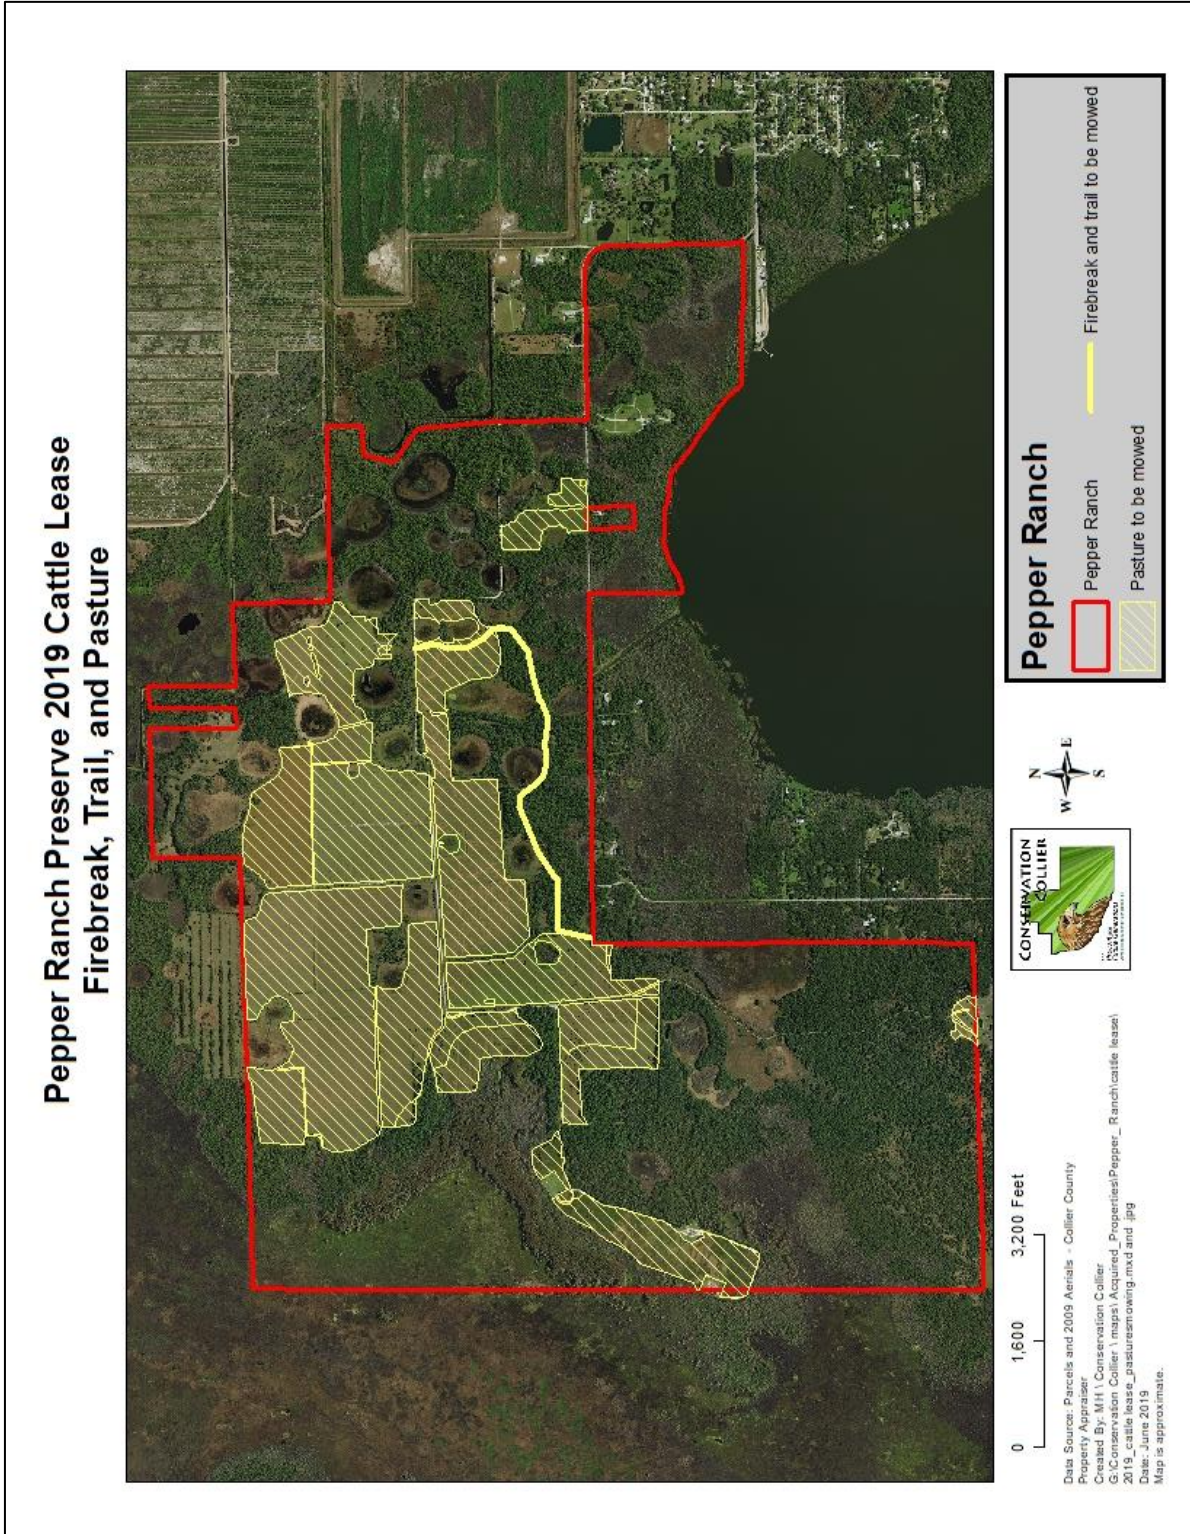 Pepper Ranch Preserve 2019 Cattle Lease
Firebreak, Trail, and Pasture
0 1,600 3,200 Feet
Data Source: Parcels and 2009 Aerials - Collier County
Property Appraiser
Created By: MH \ Conservation Collier
G:\Conservation Collier \ maps\ Acquired_Properties\Pepper_ Ranch\cattle lease\
2019_cattle lease_pasturesmowing.mxd and .jpg
Date: June 2019
Map is approximate.
CONSERVATION
COLLIER
N
W E
S
Pepper Ranch
Pepper Ranch
Firebreak and trail to be mowed
Pasture to be mowed